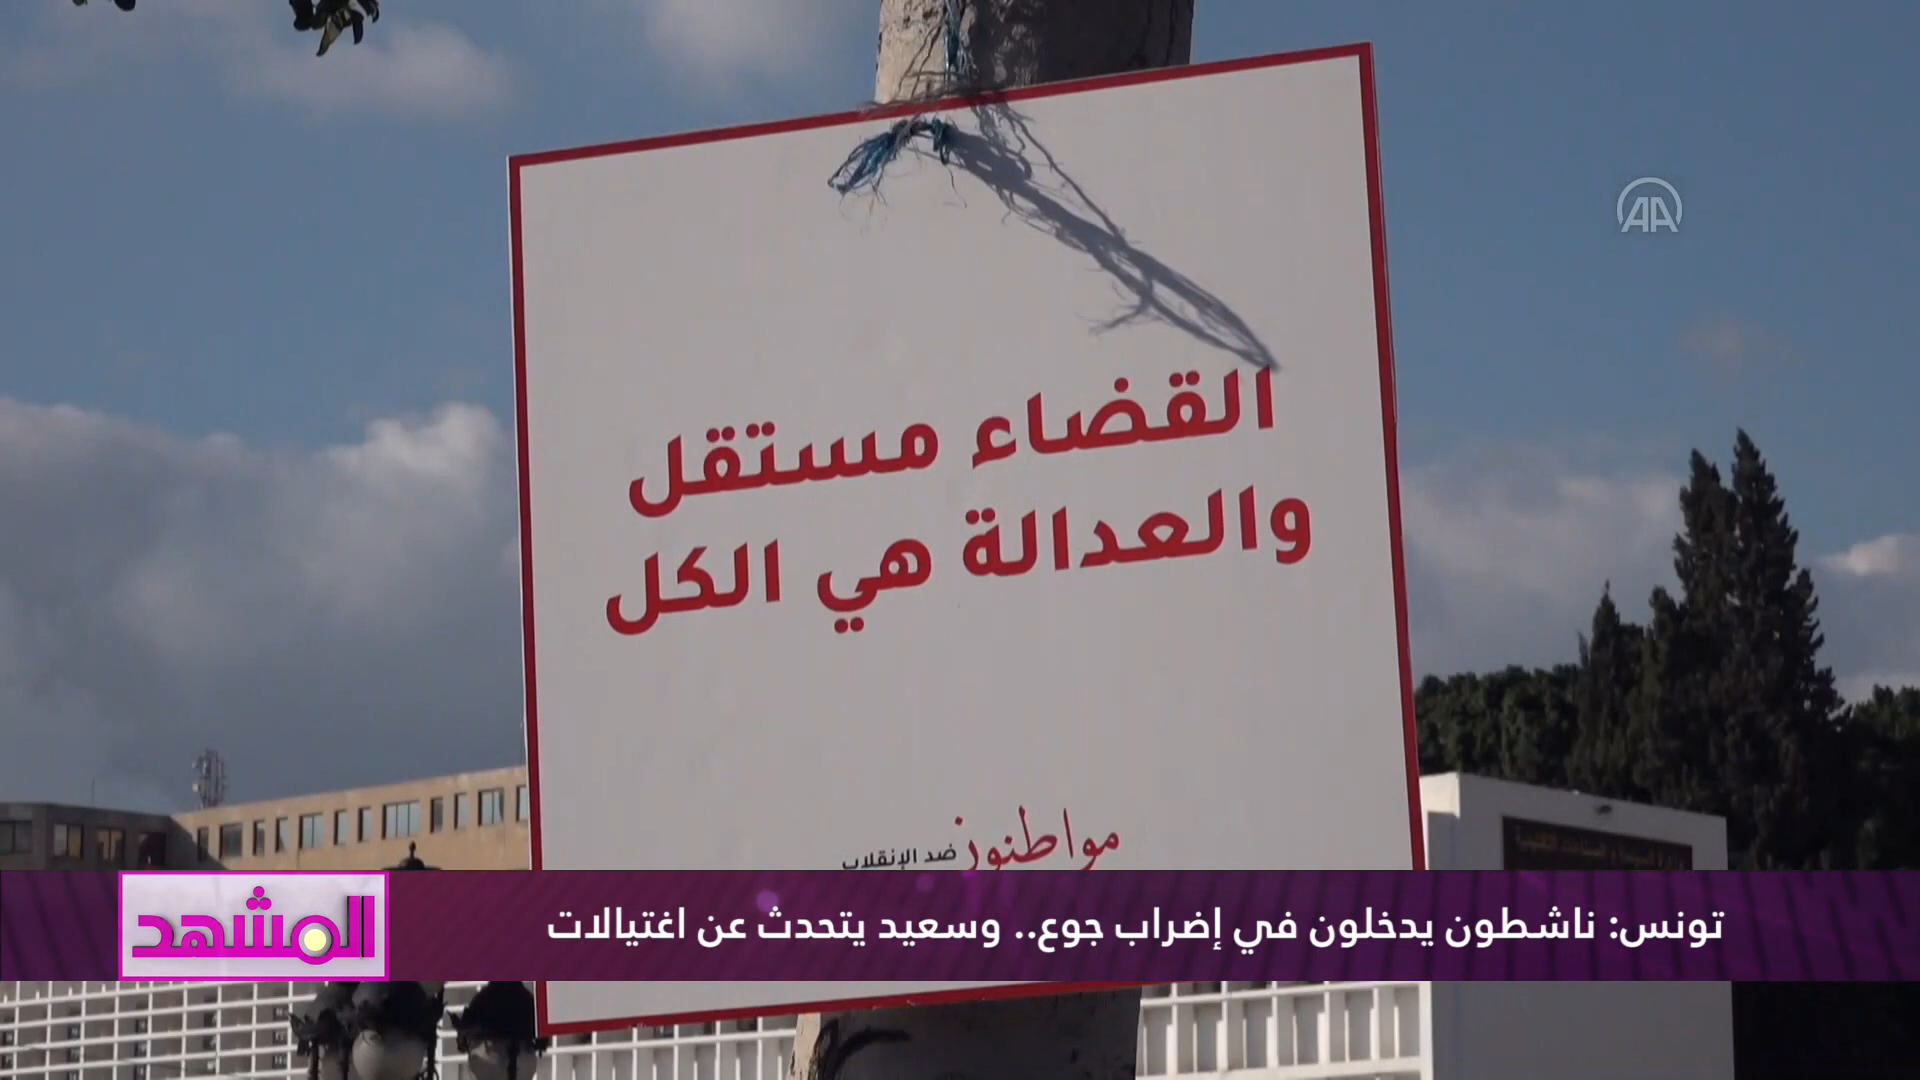 AA
القضاء مستقل
والعدالة هي الكل
مواطنون ضد الإنقلاب
المشهد
تونس: ناشطون يدخلون في إضراب جوع.. وسعيد يتحدث عن اغتيالات